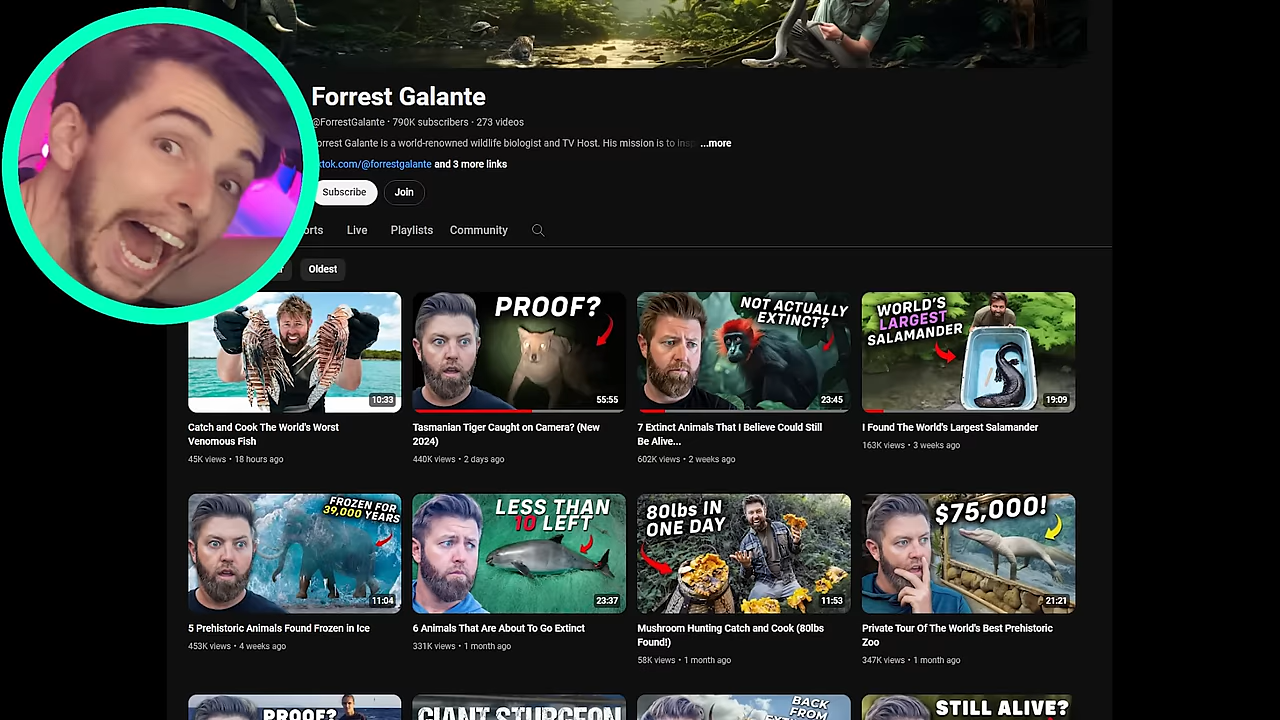 Forrest Galante
@ForrestGalante · 790K subscribers · 273 videos
orrest Galante is a world-renowned wildlife biologist and TV Host. His mission is to insp ...more
ktok.com/@forrestgalante and 3 more links
Subscribe
Join
orts
Live
Playlists
Community
Oldest
10:33
PROOF?
55:55
NOT ACTUALLY
EXTINCT?
23:45
WORLD'S
LARGEST
SALAMANDER
19:09
Catch and Cook The World's Worst
Venomous Fish
45K views · 18 hours ago
Tasmanian Tiger Caught on Camera? (New
2024)
440K views · 2 days ago
7 Extinct Animals That I Believe Could Still
Be Alive...
602K views · 2 weeks ago
I Found The World's Largest Salamander
163K views · 3 weeks ago
FROZEN FOR
39,000 YEARS
11:04
LESS THAN
10 LEFT
23:37
80lbs IN
ONE DAY
11:53
$75,000!
21:21
5 Prehistoric Animals Found Frozen in Ice
453K views · 4 weeks ago
6 Animals That Are About To Go Extinct
331K views · 1 month ago
Mushroom Hunting Catch and Cook (80lbs
Found!)
58K views · 1 month ago
Private Tour Of The World's Best Prehistoric
Zoo
347K views · 1 month ago
PROOF?
GIANT STURGEON
BACK
FROM
STILL ALIVE?